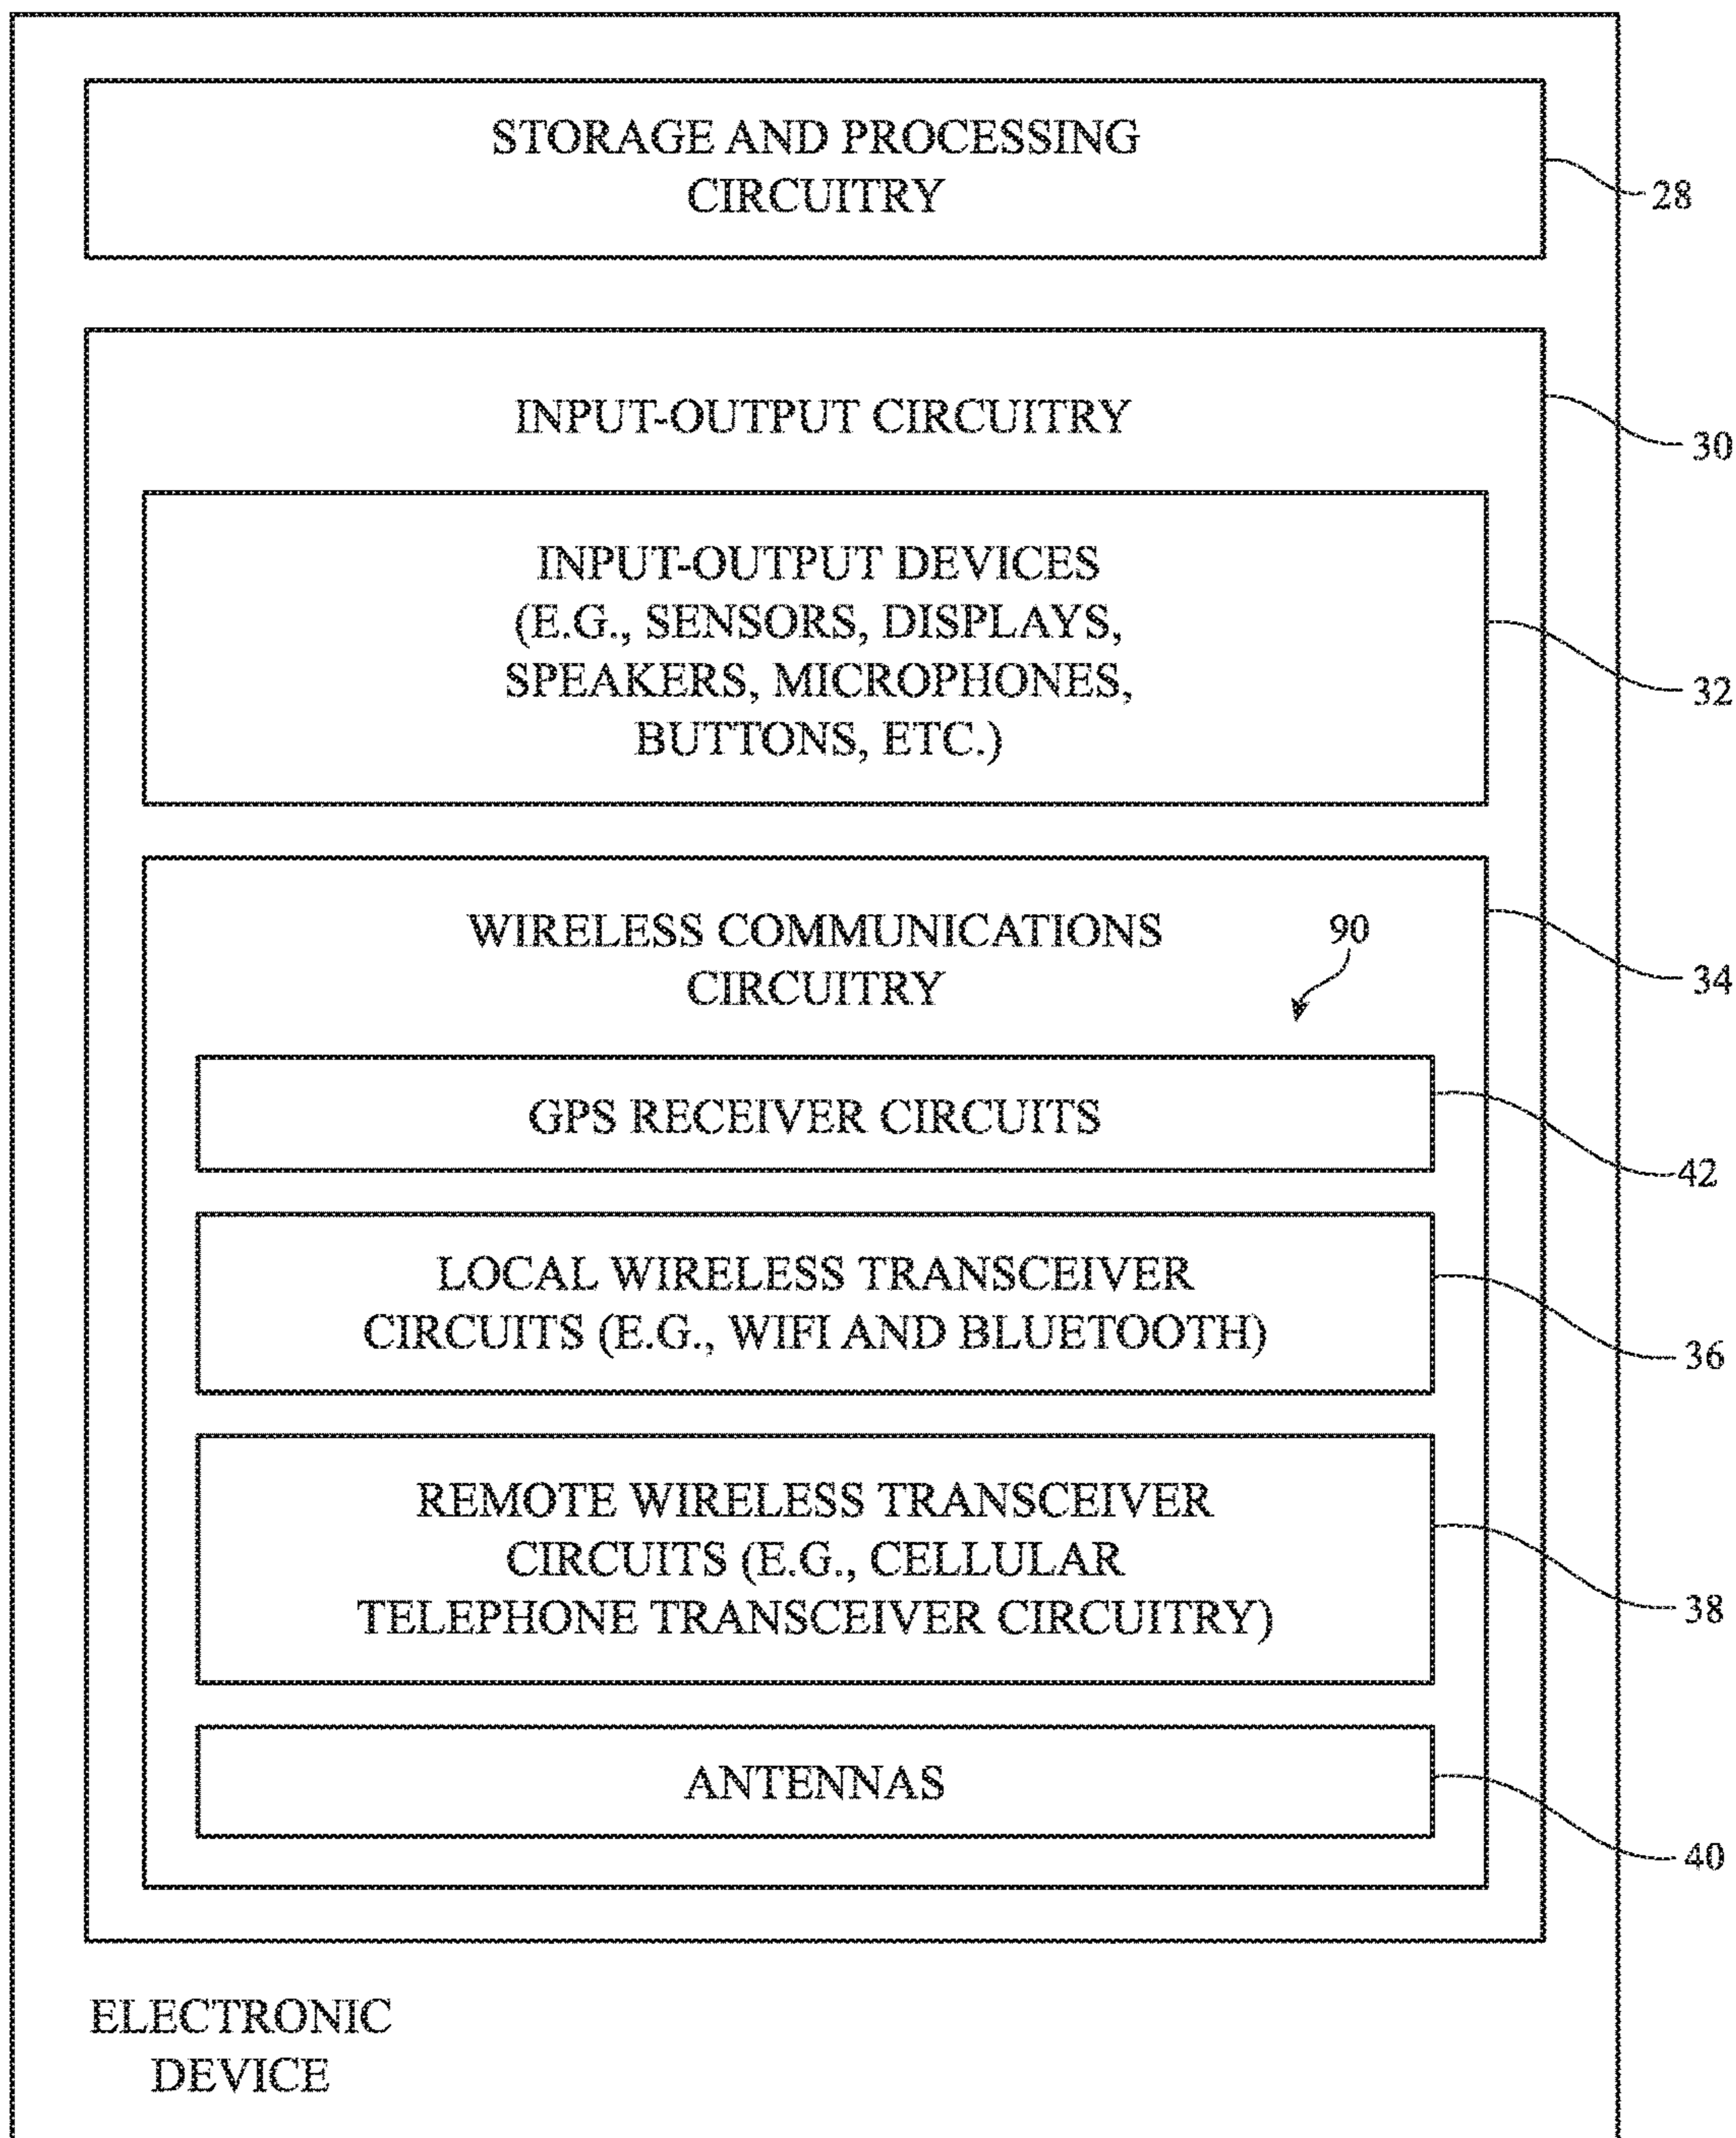 STORAGE AND PROCESSING
CIRCUITRY
28
INPUT-OUTPUT CIRCUITRY
30
INPUT-OUTPUT DEVICES
(E.G., SENSORS, DISPLAYS,
SPEAKERS, MICROPHONES,
BUTTONS, ETC.)
32
WIRELESS COMMUNICATIONS
CIRCUITRY
90
34
GPS RECEIVER CIRCUITS
42
LOCAL WIRELESS TRANSCEIVER
CIRCUITS (E.G., WIFI AND BLUETOOTH)
36
REMOTE WIRELESS TRANSCEIVER
CIRCUITS (E.G., CELLULAR
TELEPHONE TRANSCEIVER CIRCUITRY)
38
ANTENNAS
40
ELECTRONIC
DEVICE